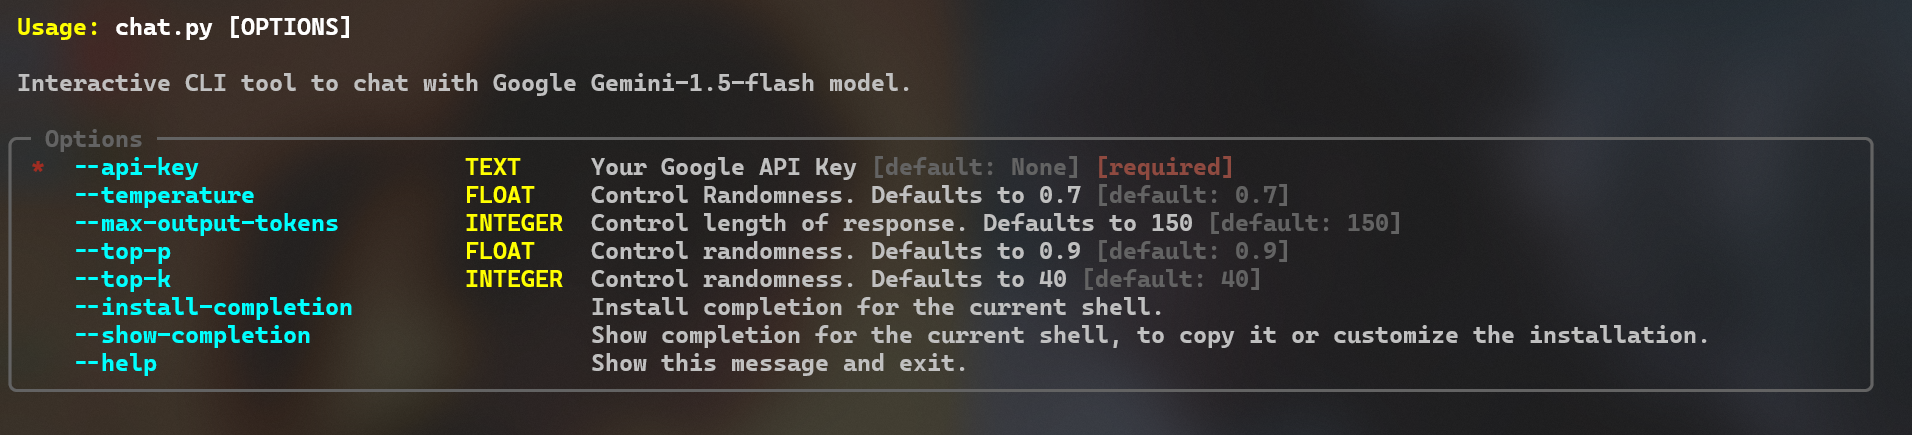 Usage: chat.py [OPTIONS]
Interactive CLI tool to chat with Google Gemini-1.5-flash model.
Options
* --api-key TEXT Your Google API Key [default: None] [required]
--temperature FLOAT Control Randomness. Defaults to 0.7 [default: 0.7]
--max-output-tokens INTEGER Control length of response. Defaults to 150 [default: 150]
--top-p FLOAT Control randomness. Defaults to 0.9 [default: 0.9]
--top-k INTEGER Control randomness. Defaults to 40 [default: 40]
--install-completion Install completion for the current shell.
--show-completion Show completion for the current shell, to copy it or customize the installation.
--help Show this message and exit.